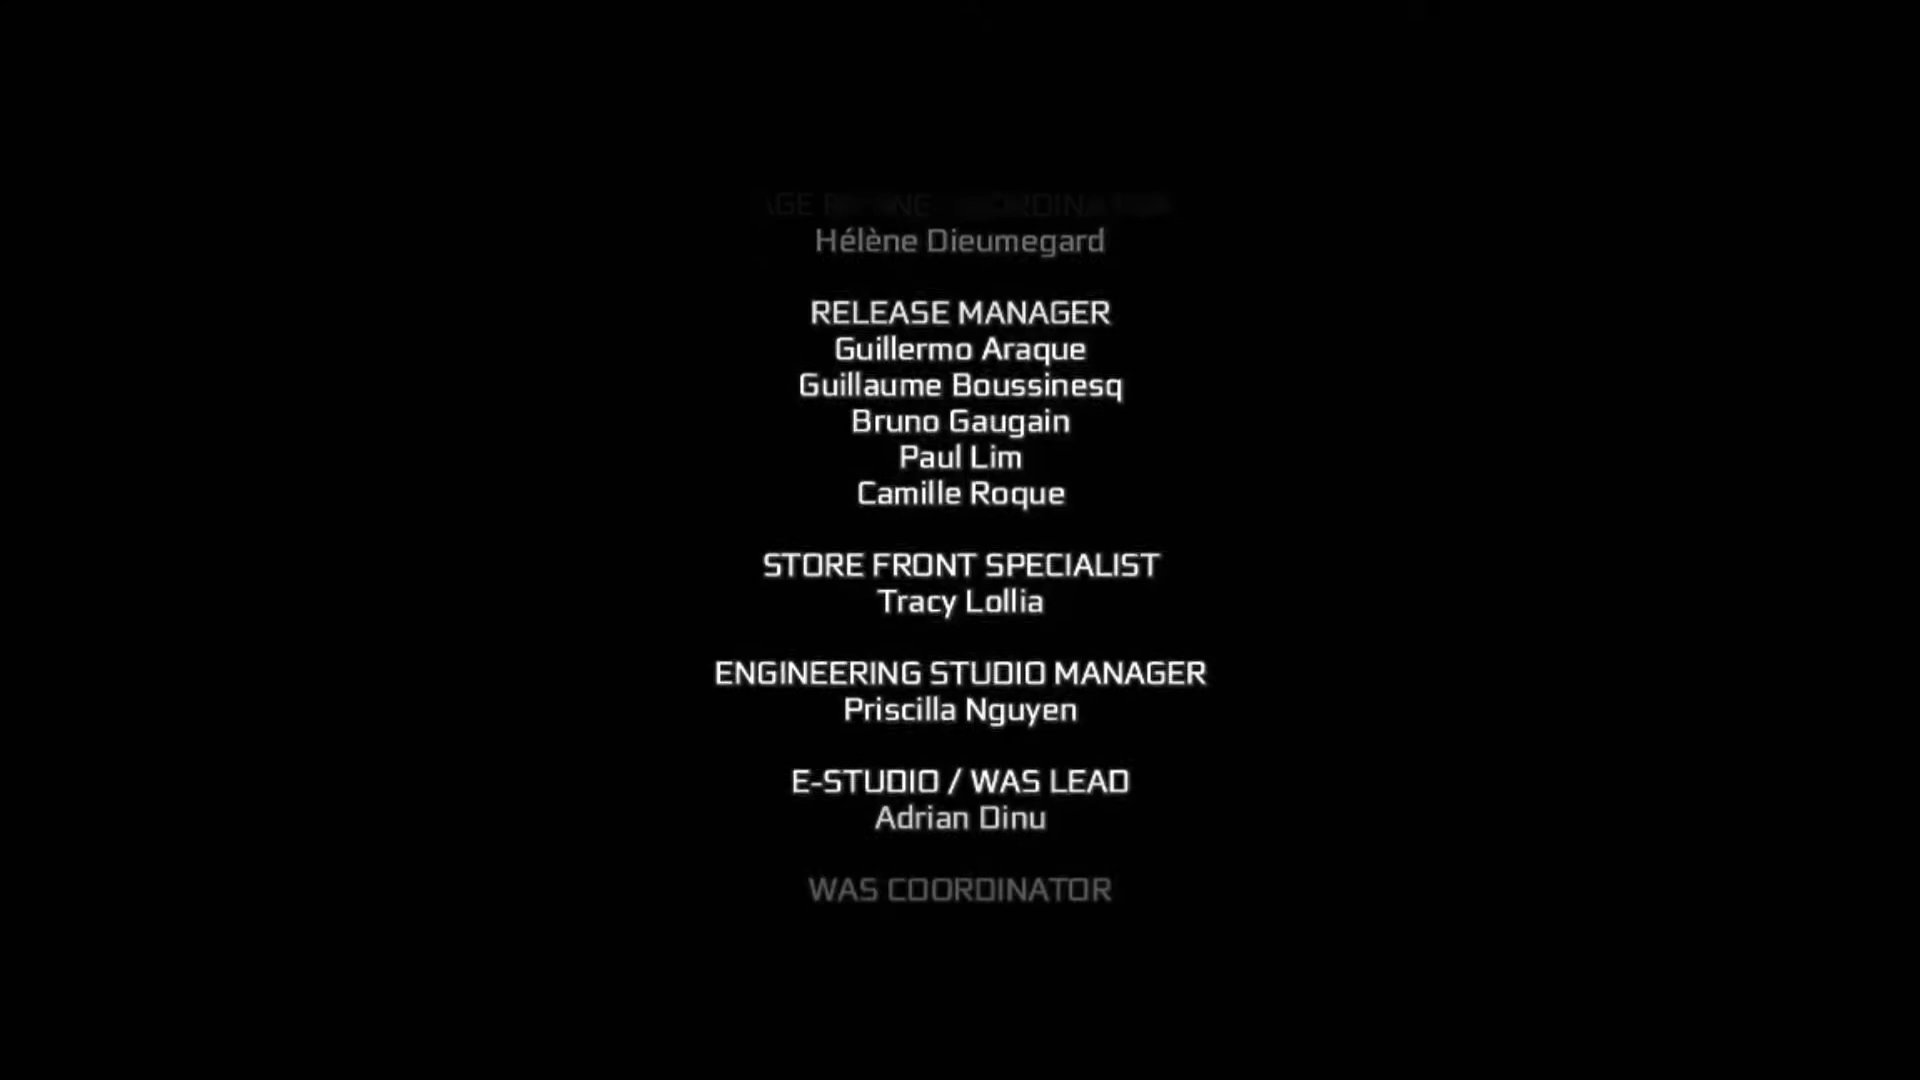 Hélène Dieumegard
RELEASE MANAGER
Guillermo Araque
Guillaume Boussinesq
Bruno Gaugain
Paul Lim
Camille Roque
STORE FRONT SPECIALIST
Tracy Lollia
ENGINEERING STUDIO MANAGER
Priscilla Nguyen
E-STUDIO / WAS LEAD
Adrian Dinu
WAS COORDINATOR